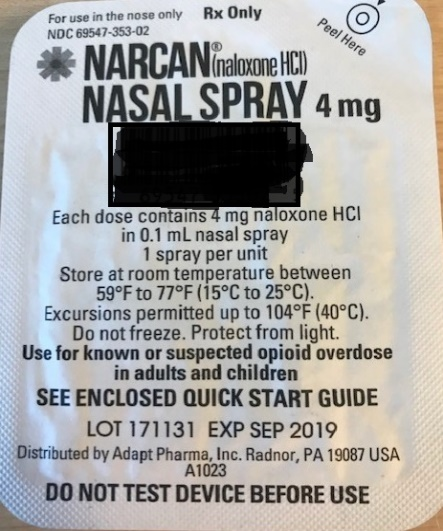 For use in the nose only Rx Only
NDC 69547-353-02
Peel Here
NARCAN® (naloxone HCl)
NASAL SPRAY 4 mg
Each dose contains 4 mg naloxone HCl
in 0.1 mL nasal spray
1 spray per unit
Store at room temperature between
59°F to 77°F (15°C to 25°C).
Excursions permitted up to 104°F (40°C).
Do not freeze. Protect from light.
Use for known or suspected opioid overdose
in adults and children
SEE ENCLOSED QUICK START GUIDE
LOT 171131 EXP SEP 2019
Distributed by Adapt Pharma, Inc. Radnor, PA 19087 USA
A1023
DO NOT TEST DEVICE BEFORE USE